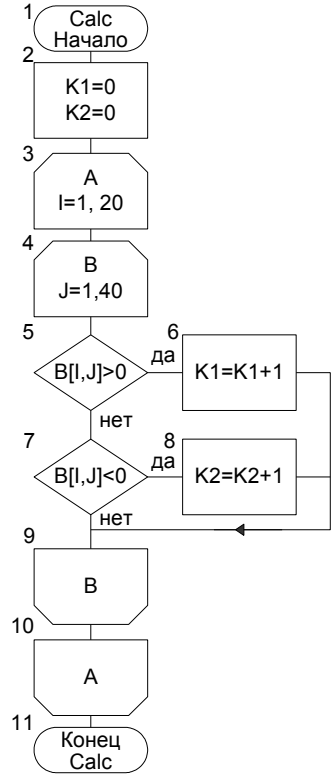 1
Calc
Начало
2
K1=0
K2=0
3
A
I=1, 20
4
B
J=1,40
5
B[I,J]>0
да
6
K1=K1+1
нет
7
B[I,J]<0
да
8
K2=K2+1
нет
9
B
10
A
11
Конец
Calc